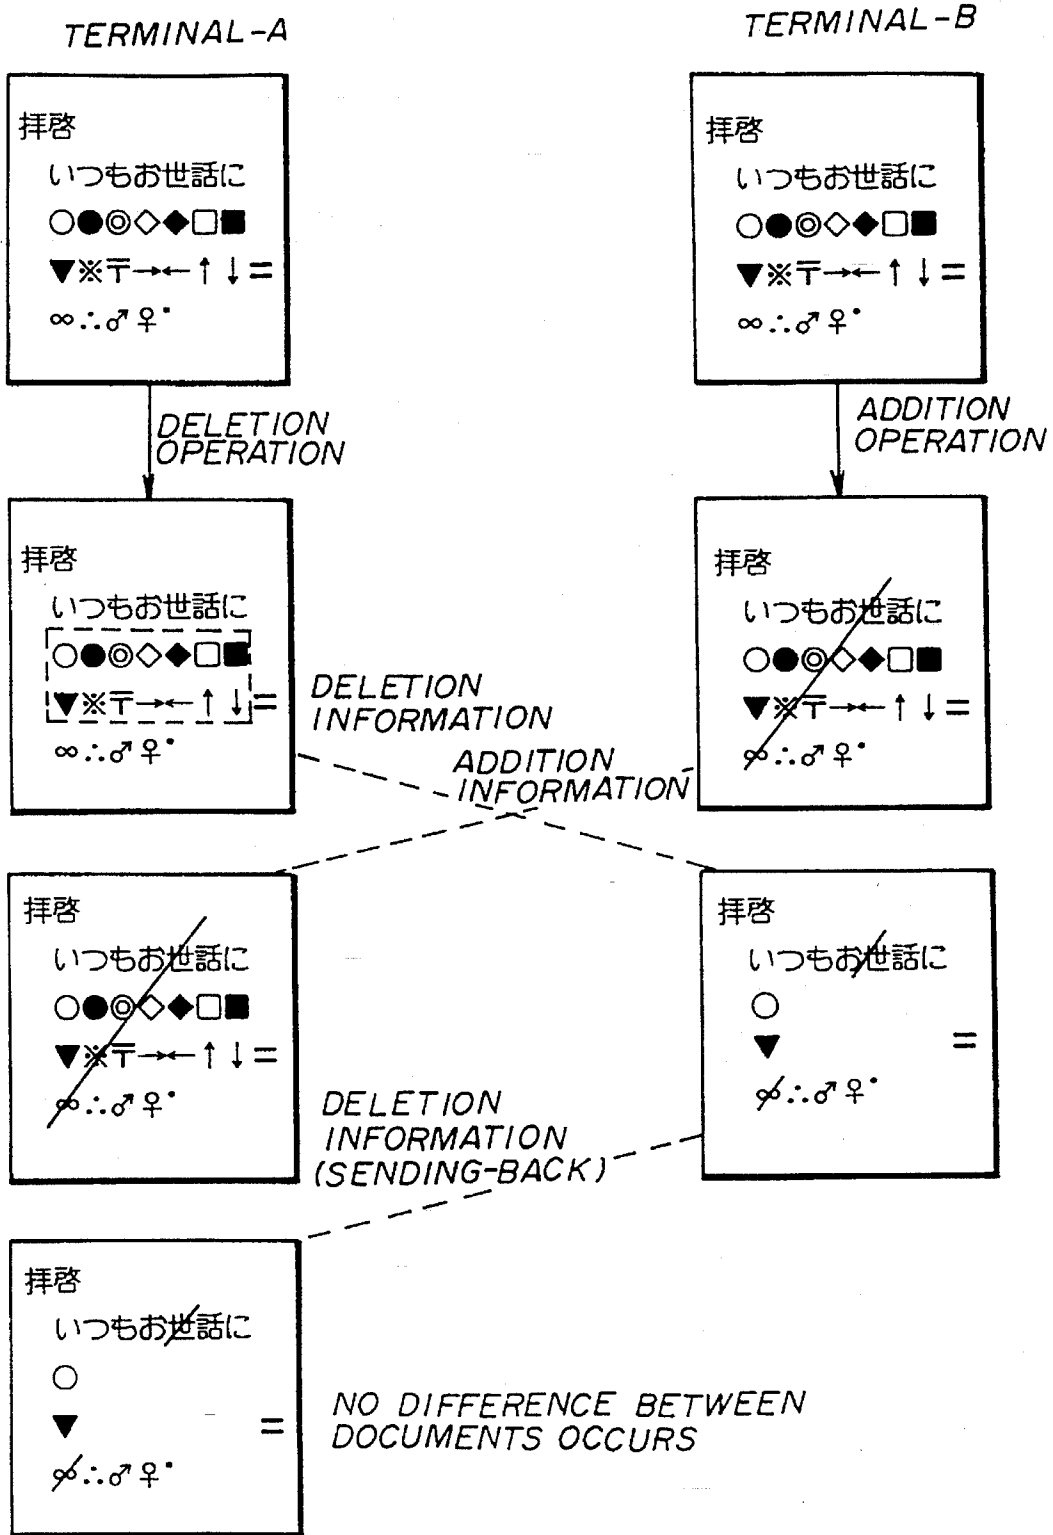 TERMINAL-A
TERMINAL-B
拝啓
いつもお世話に
○●◎◇◆□■
▼※〒→←↑↓=
∞∴♂♀゜
拝啓
いつもお世話に
○●◎◇◆□■
▼※〒→←↑↓=
∞∴♂♀゜
DELETION
OPERATION
ADDITION
OPERATION
拝啓
いつもお世話に
○●◎◇◆□■
▼※〒→←↑↓=
∞∴♂♀゜
拝啓
いつもお世話に
○●◎◇◆□■
▼※〒→←↑↓=
∞∴♂♀゜
DELETION
INFORMATION
ADDITION
INFORMATION
拝啓
いつもお世話に
○●◎◇◆□■
▼※〒→←↑↓=
∞∴♂♀゜
拝啓
いつもお世話に
○
▼ =
∞∴♂♀゜
DELETION
INFORMATION
(SENDING-BACK)
拝啓
いつもお世話に
○
▼ =
∞∴♂♀゜
NO DIFFERENCE BETWEEN
DOCUMENTS OCCURS